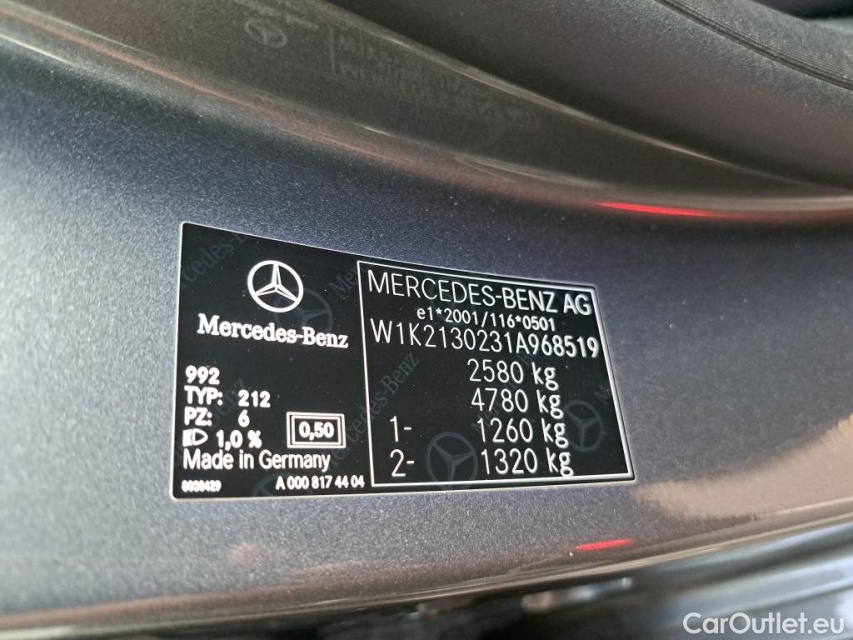 Mercedes-Benz
992
TYP: 212
PZ: 6
1,0 %
0,50
Made in Germany
A 000 817 44 04
MERCEDES-BENZ AG
e1*2001/116*0501
W1K2130231A968519
2580 kg
4780 kg
1- 1260 kg
2- 1320 kg
CarOutlet.eu